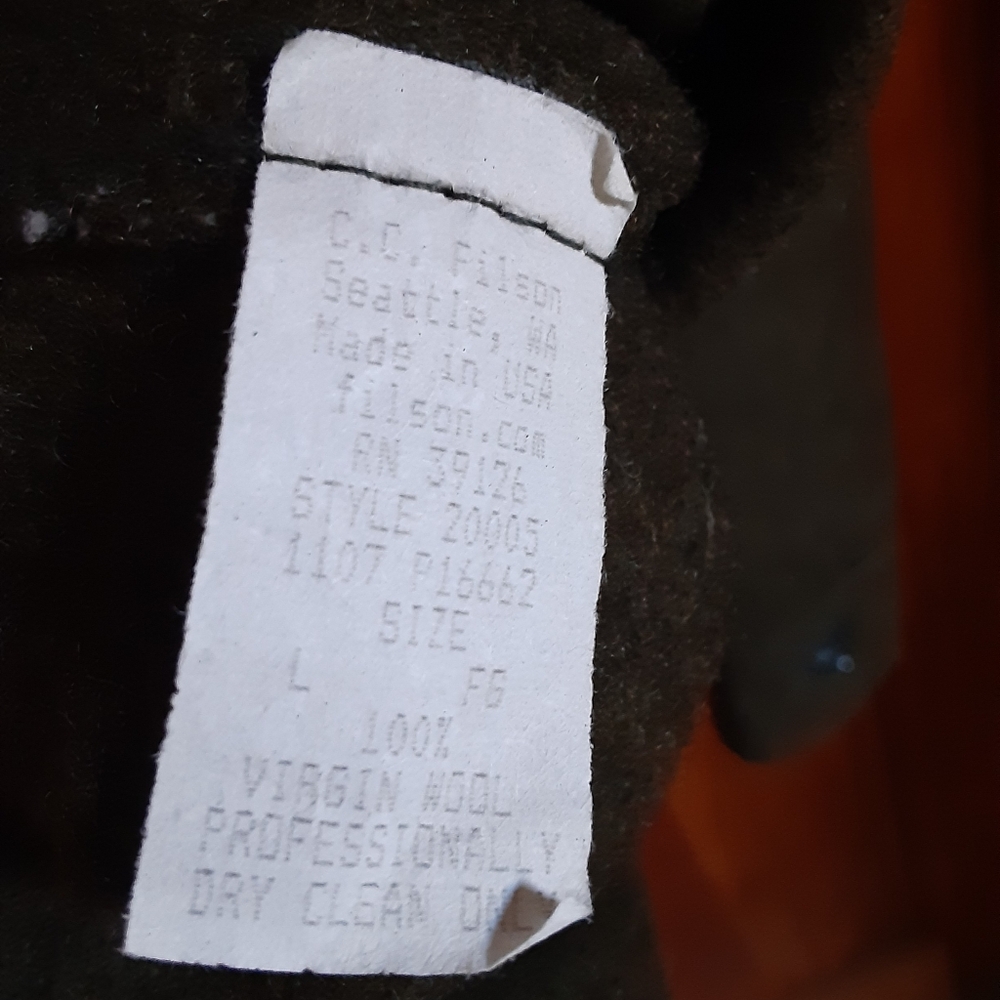 C.C. Filson
Seattle, WA
Made in USA
filson.com
RN 39126
STYLE 20005
1107 P16662
SIZE
L FG
100%
VIRGIN WOOL
PROFESSIONALLY
DRY CLEAN